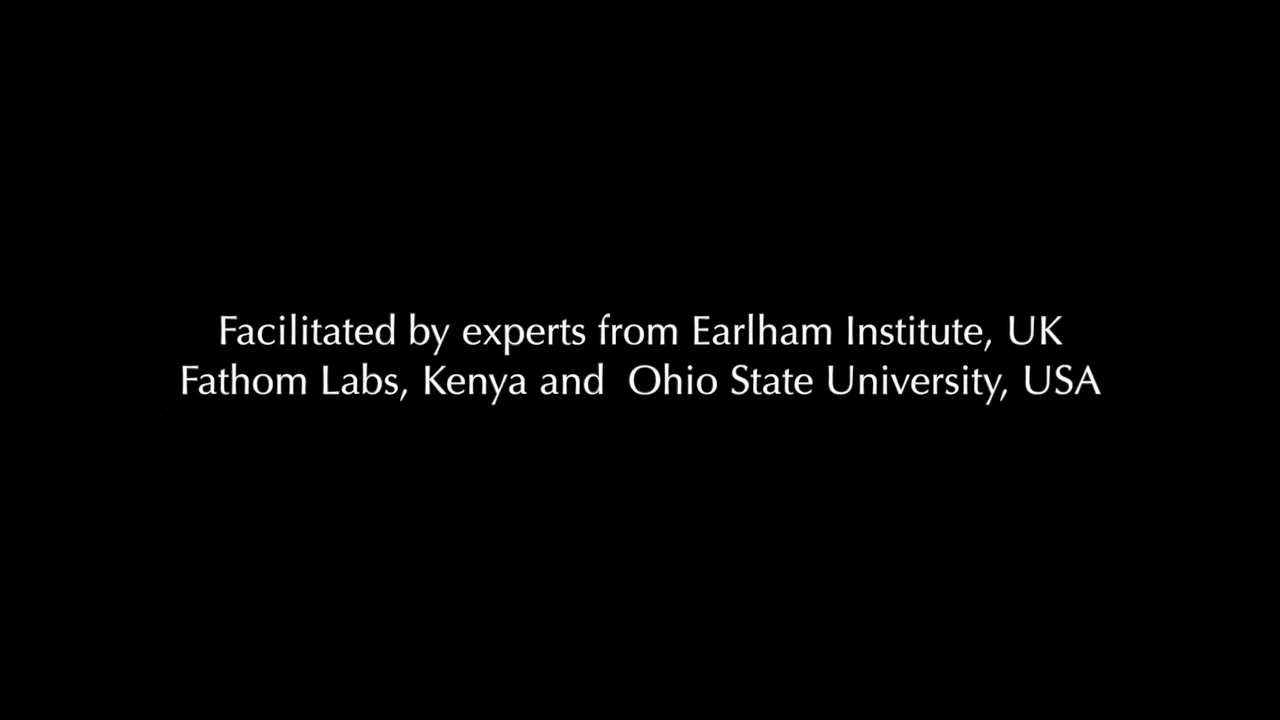 Facilitated by experts from Earlham Institute, UK
Fathom Labs, Kenya and  Ohio State University, USA